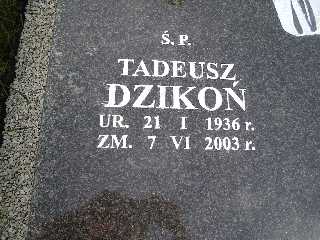 Ś. P.
TADEUSZ
DZIKOŃ
UR. 21 I 1936 r.
ZM. 7 VI 2003 r.